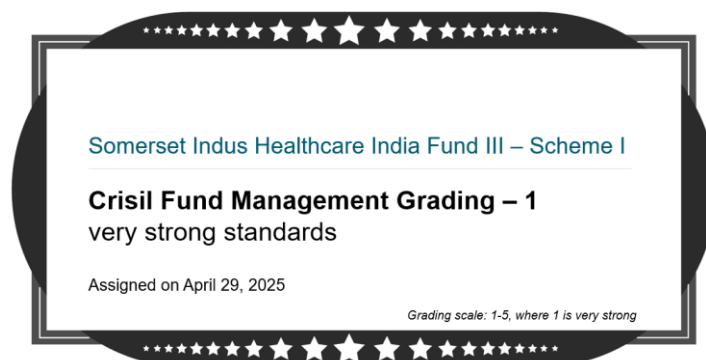 Somerset Indus Healthcare India Fund III – Scheme I
Crisil Fund Management Grading – 1
very strong standards
Assigned on April 29, 2025
Grading scale: 1-5, where 1 is very strong